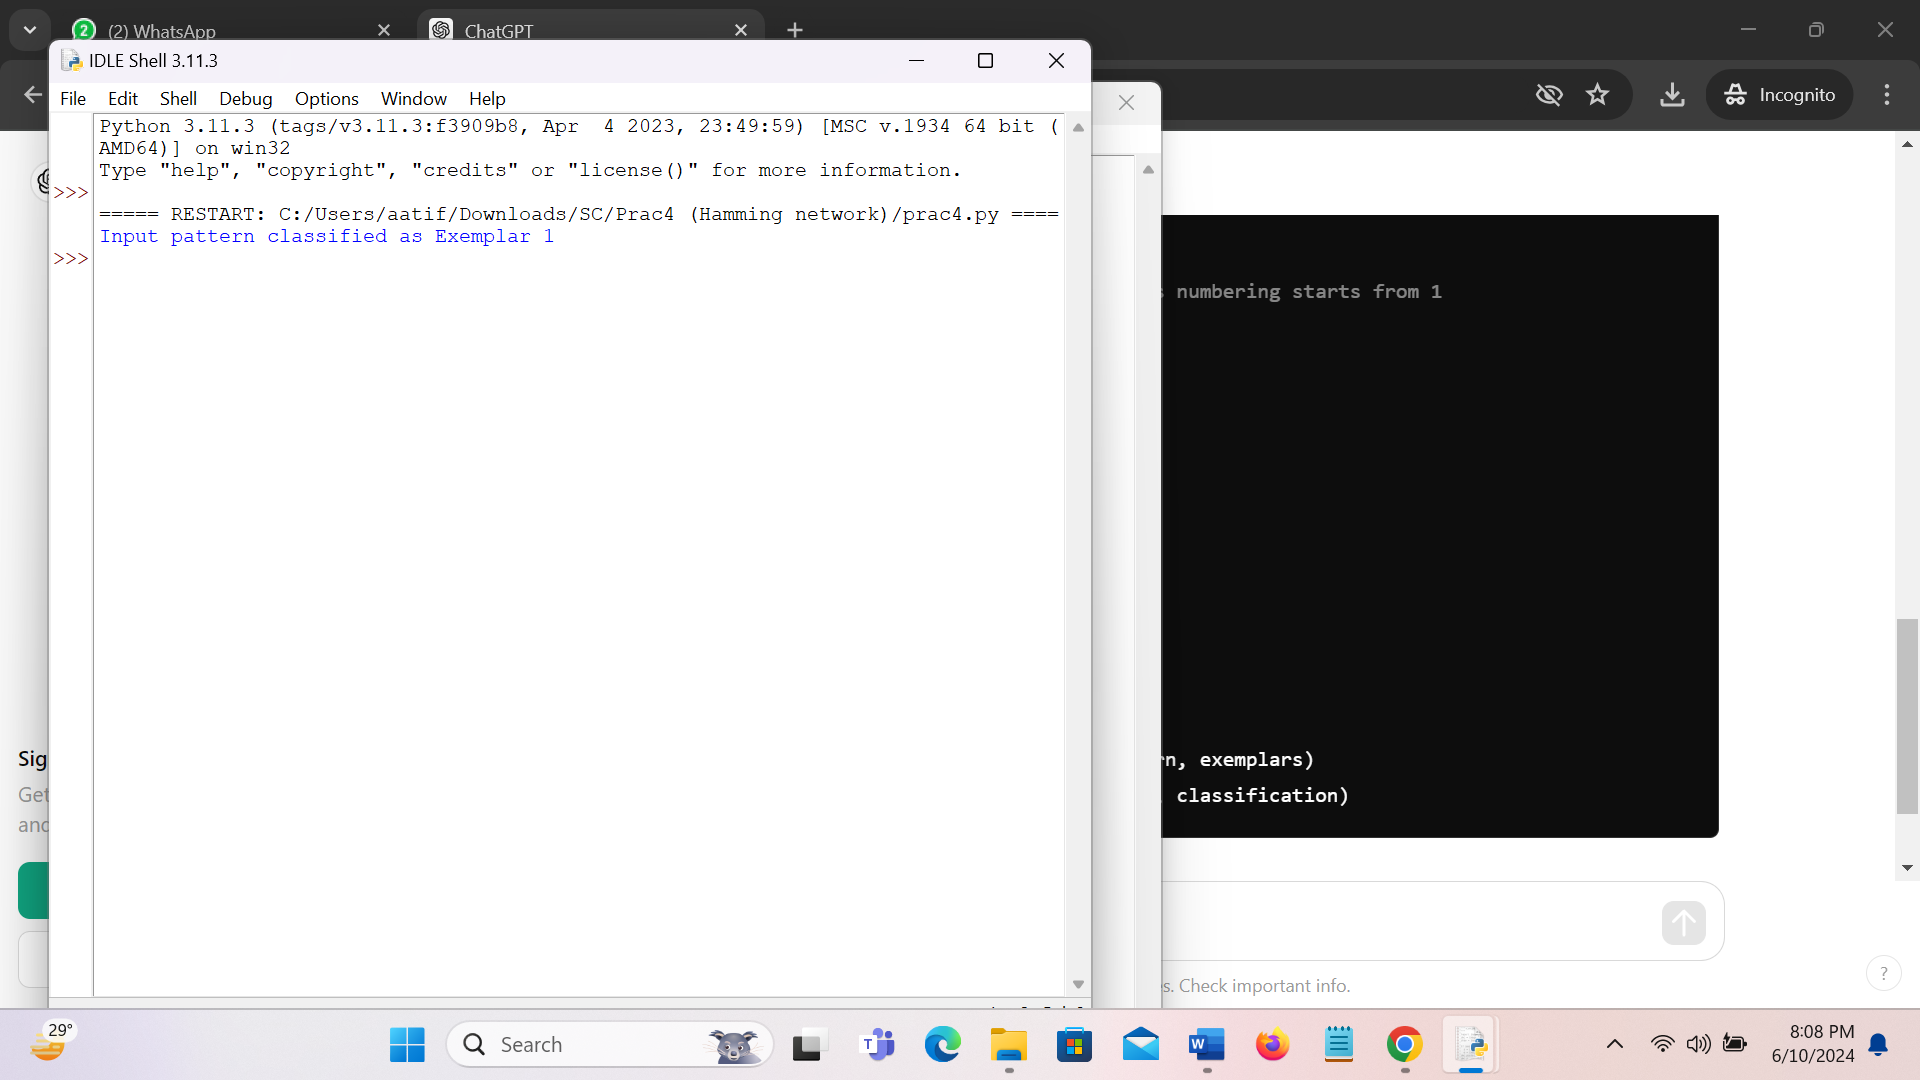 2 (2) WhatsApp
ChatGPT
IDLE Shell 3.11.3
Incognito
File Edit Shell Debug Options Window Help
Python 3.11.3 (tags/v3.11.3:f3909b8, Apr  4 2023, 23:49:59) [MSC v.1934 64 bit (
AMD64)] on win32
Type "help", "copyright", "credits" or "license()" for more information.
>>>
===== RESTART: C:/Users/aatif/Downloads/SC/Prac4 (Hamming network)/prac4.py ====
Input pattern classified as Exemplar 1
>>>
s numbering starts from 1
rn, exemplars)
classification)
Sig
Get
and
s. Check important info.
?
29°
Search
T
W
8:08 PM
6/10/2024